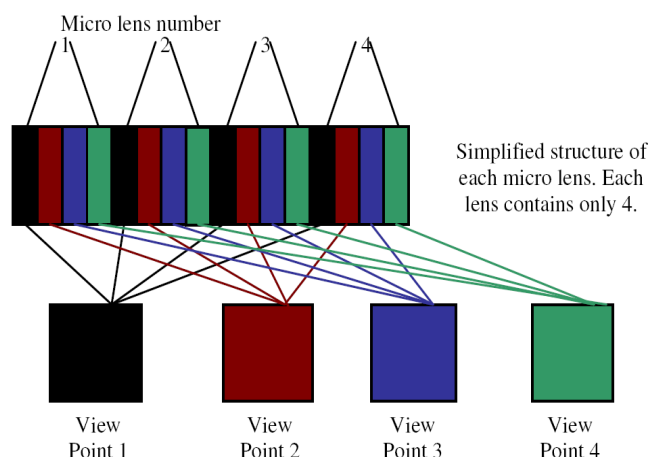 Micro lens number
1 2 3 4
Simplified structure of
each micro lens. Each
lens contains only 4.
View
Point 1
View
Point 2
View
Point 3
View
Point 4